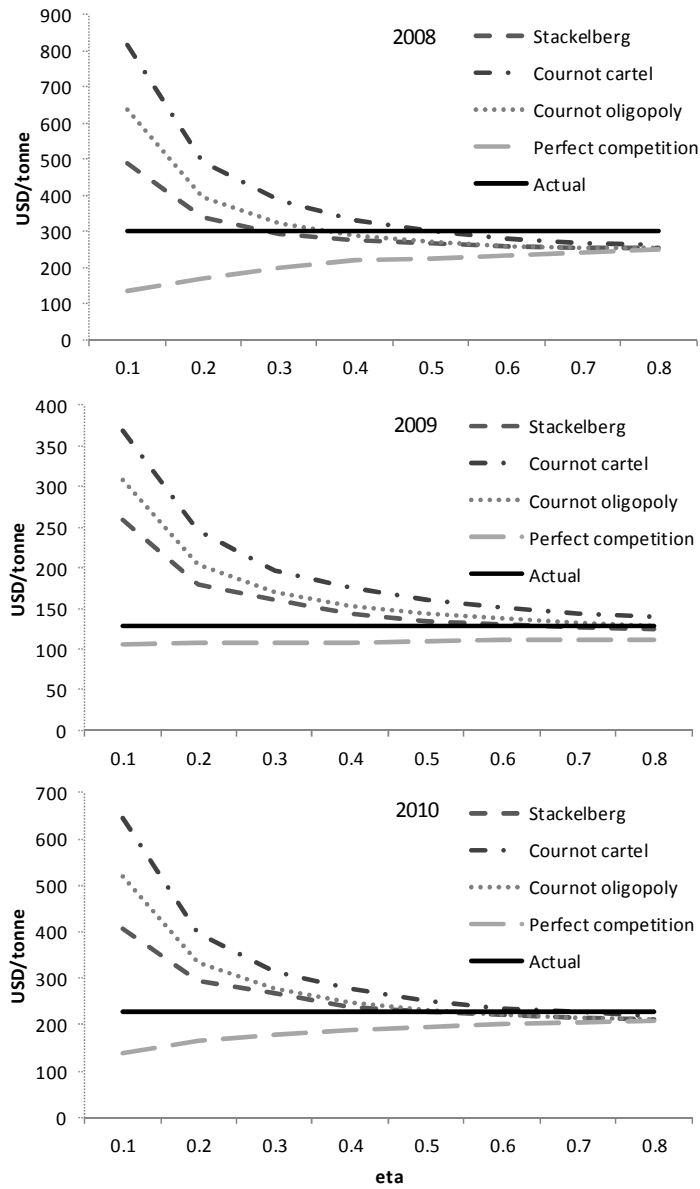 900
800
700
600
500
400
300
200
100
0
USD/tonne
2008
Stackelberg
Cournot cartel
Cournot oligopoly
Perfect competition
Actual
0.1 0.2 0.3 0.4 0.5 0.6 0.7 0.8
400
350
300
250
200
150
100
50
0
USD/tonne
2009
Stackelberg
Cournot cartel
Cournot oligopoly
Perfect competition
Actual
0.1 0.2 0.3 0.4 0.5 0.6 0.7 0.8
700
600
500
400
300
200
100
0
USD/tonne
2010
Stackelberg
Cournot cartel
Cournot oligopoly
Perfect competition
Actual
0.1 0.2 0.3 0.4 0.5 0.6 0.7 0.8
eta